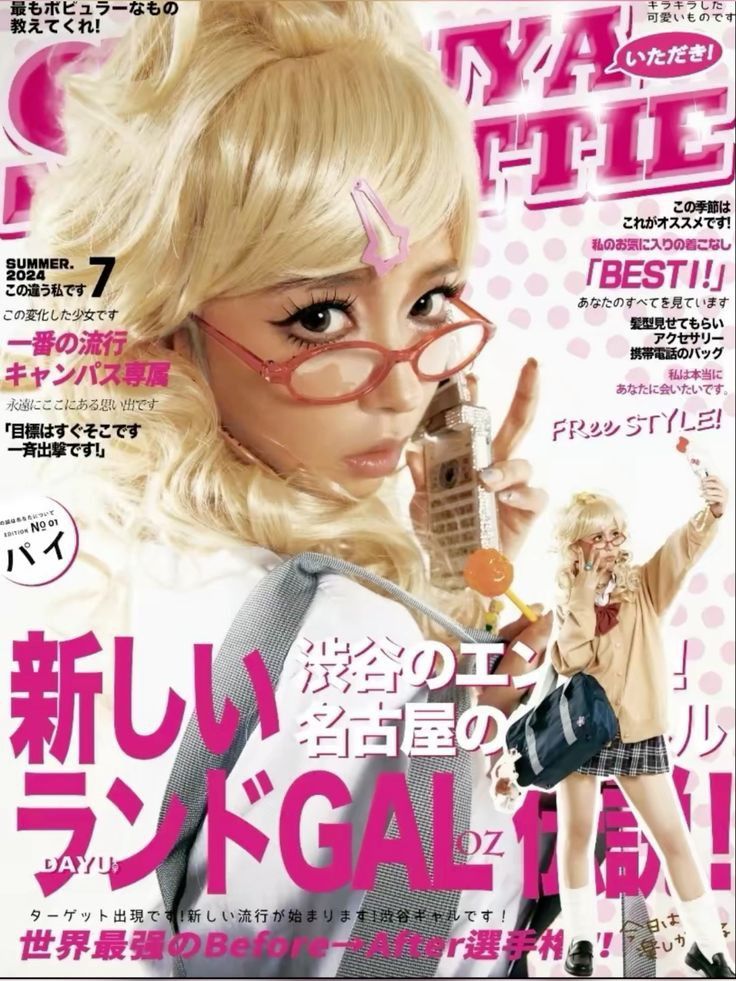 最もポピュラーなもの
教えてくれ!
キラキラした
可愛いものです
YA
いただき!
TTIE
この季節は
これがオススメです!
私のお気に入りの着こなし
「BEST I!」
あなたのすべてを見ています
髪型見せてもらい
アクセサリー
携帯電話のバッグ
私は本当に
あなたに会いたいです。
FRee STYLE!
SUMMER.
2024
この違う私です 7
この変化した少女です
一番の流行
キャンパス専属
永遠にここにある思い出です
「目標はすぐそこです
一斉出撃です!」
EDITION № 01
パイ
新しい
渋谷のエン
名古屋の
ル
ランドGAL
伝説!
DAYU
OZ
ターゲット出現です!新しい流行が始まります!渋谷ギャルです!
世界最強のBefore→After選手権!!
今日は